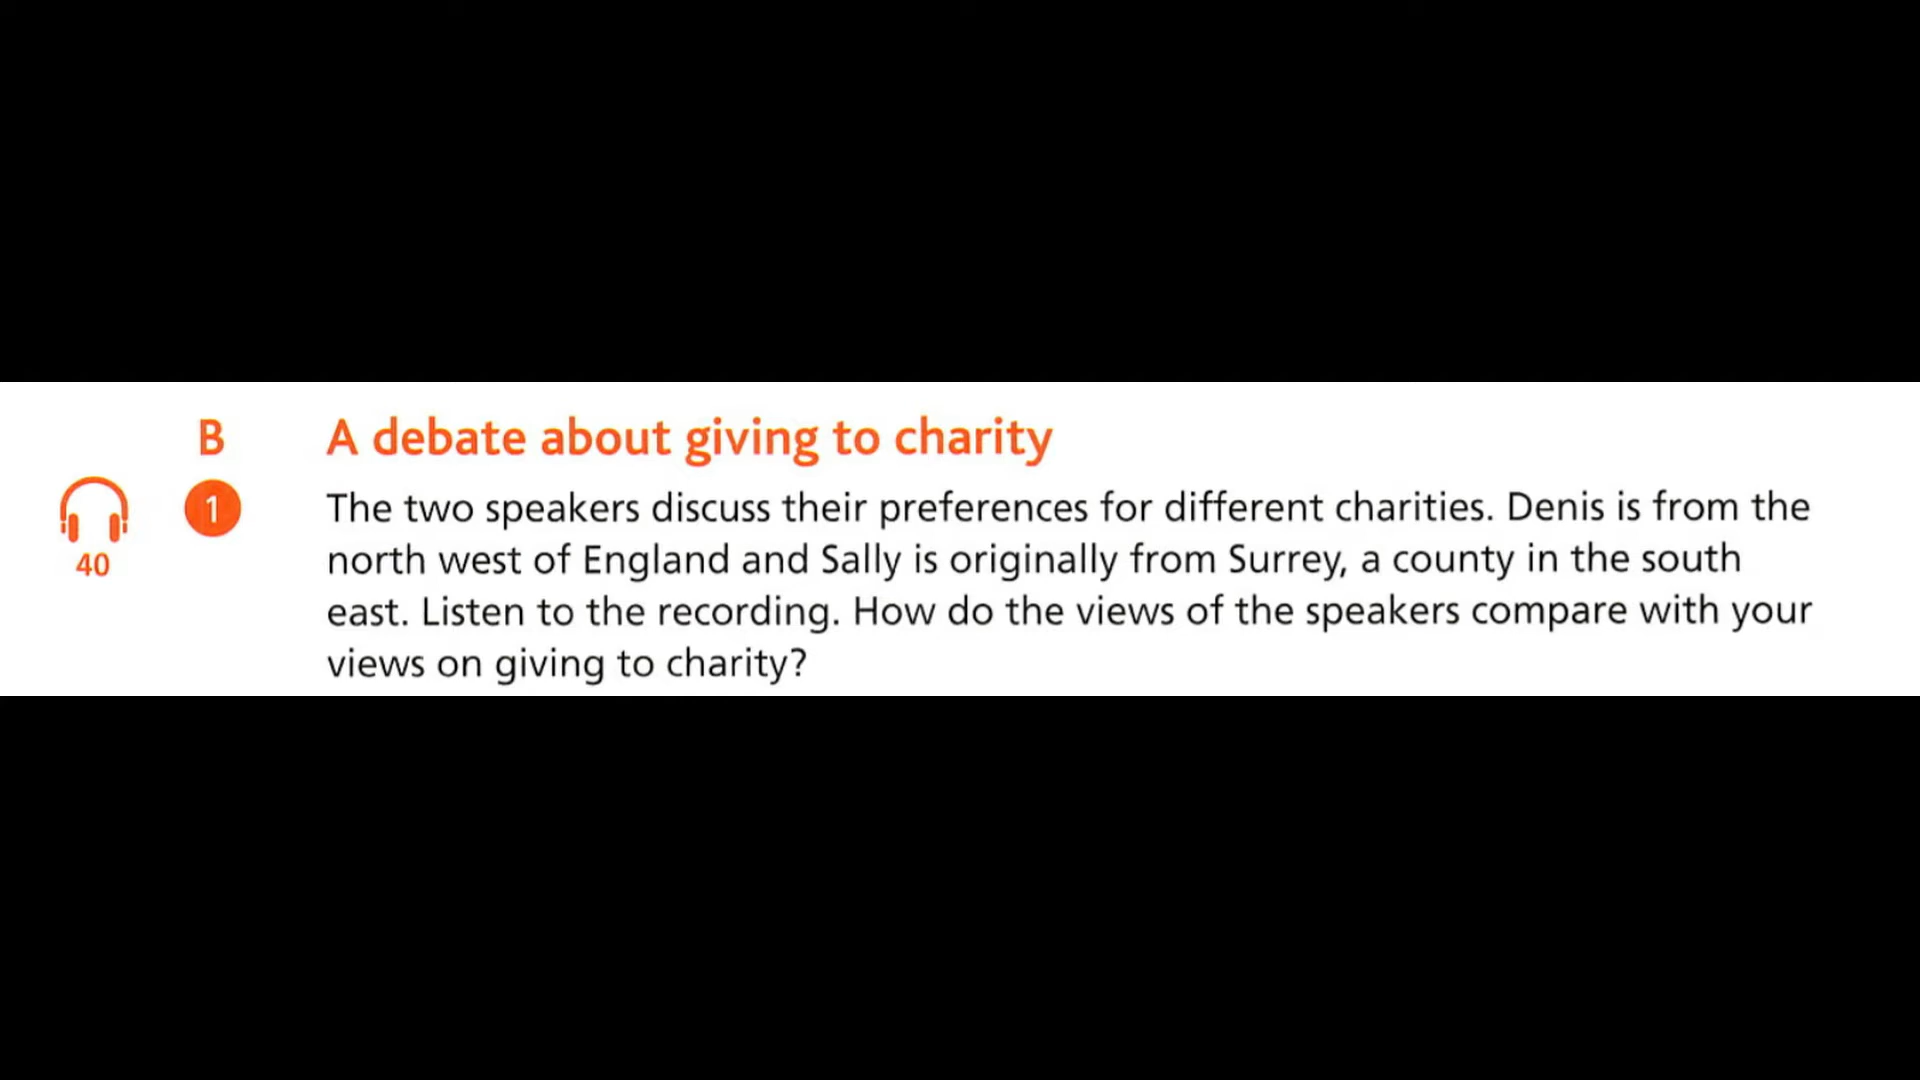 B A debate about giving to charity
1 The two speakers discuss their preferences for different charities. Denis is from the
40 north west of England and Sally is originally from Surrey, a county in the south
east. Listen to the recording. How do the views of the speakers compare with your
views on giving to charity?